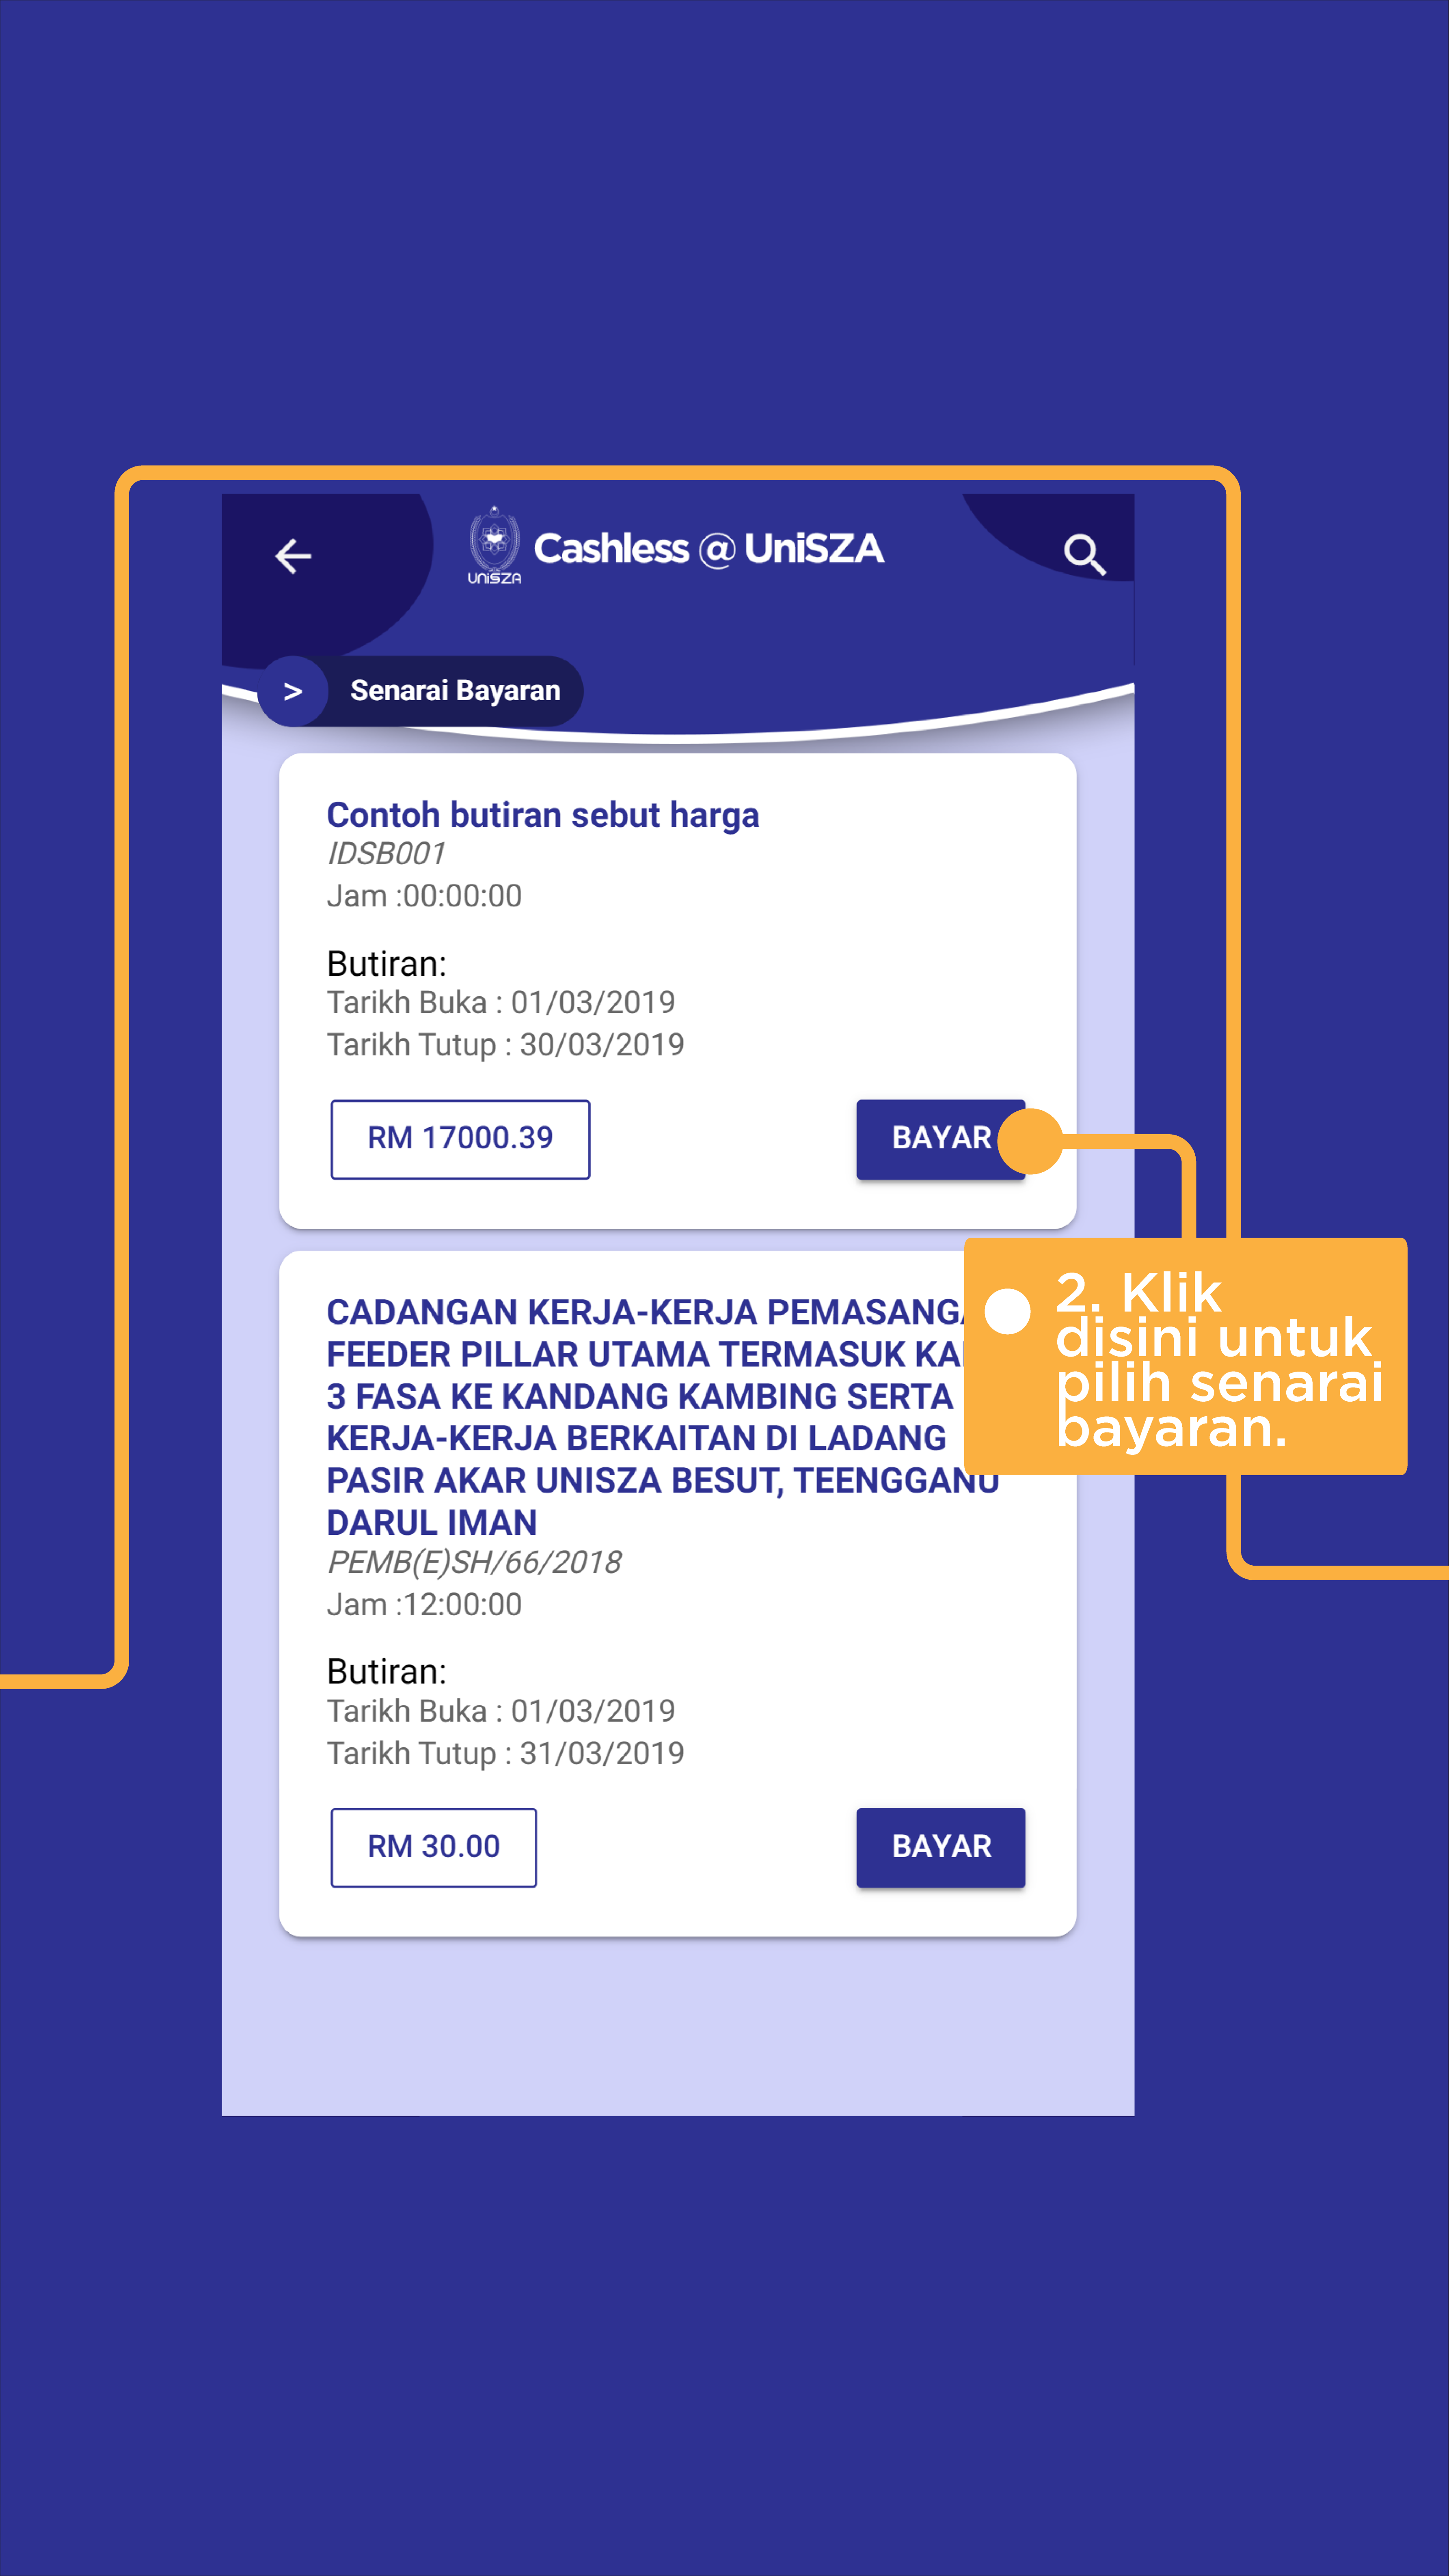 UNiSZA
Cashless @ UniSZA
> Senarai Bayaran
Contoh butiran sebut harga
IDSB001
Jam :00:00:00
Butiran:
Tarikh Buka : 01/03/2019
Tarikh Tutup : 30/03/2019
RM 17000.39
BAYAR
2. Klik
disini untuk
pilih senarai
bayaran.
CADANGAN KERJA-KERJA
FEEDER PILLAR UTAMA TERMASUK
3 FASA KE KANDANG KAMBING SERTA
KERJA-KERJA BERKAITAN DI LADANG
PASIR AKAR UNISZA BESUT, TEENGGANU
DARUL IMAN
PEMB(E)SH/66/2018
Jam :12:00:00
Butiran:
Tarikh Buka : 01/03/2019
Tarikh Tutup : 31/03/2019
RM 30.00
BAYAR